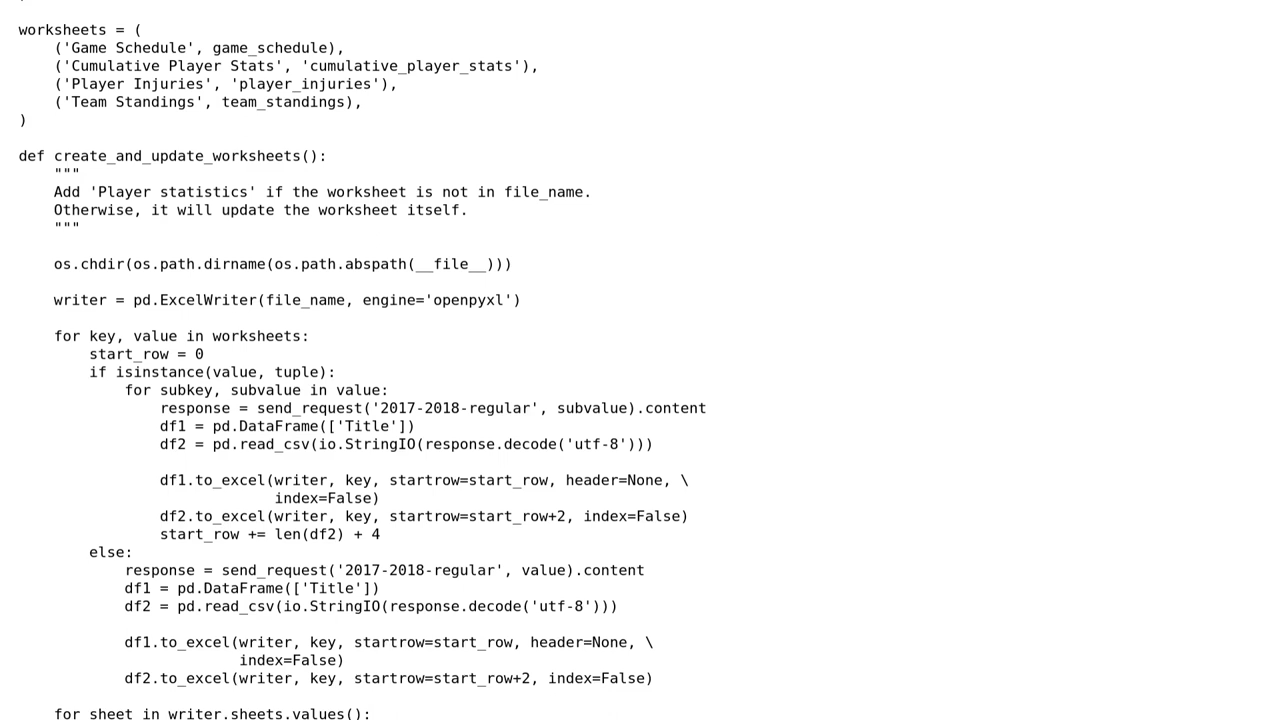 worksheets = (
    ('Game Schedule', game_schedule),
    ('Cumulative Player Stats', 'cumulative_player_stats'),
    ('Player Injuries', 'player_injuries'),
    ('Team Standings', team_standings),
)
def create_and_update_worksheets():
    """
    Add 'Player statistics' if the worksheet is not in file_name.
    Otherwise, it will update the worksheet itself.
    """
    os.chdir(os.path.dirname(os.path.abspath(__file__)))
    writer = pd.ExcelWriter(file_name, engine='openpyxl')
    for key, value in worksheets:
        start_row = 0
        if isinstance(value, tuple):
            for subkey, subvalue in value:
                response = send_request('2017-2018-regular', subvalue).content
                df1 = pd.DataFrame(['Title'])
                df2 = pd.read_csv(io.StringIO(response.decode('utf-8')))
                df1.to_excel(writer, key, startrow=start_row, header=None, \
                             index=False)
                df2.to_excel(writer, key, startrow=start_row+2, index=False)
                start_row += len(df2) + 4
        else:
            response = send_request('2017-2018-regular', value).content
            df1 = pd.DataFrame(['Title'])
            df2 = pd.read_csv(io.StringIO(response.decode('utf-8')))
            df1.to_excel(writer, key, startrow=start_row, header=None, \
                         index=False)
            df2.to_excel(writer, key, startrow=start_row+2, index=False)
    for sheet in writer.sheets.values():